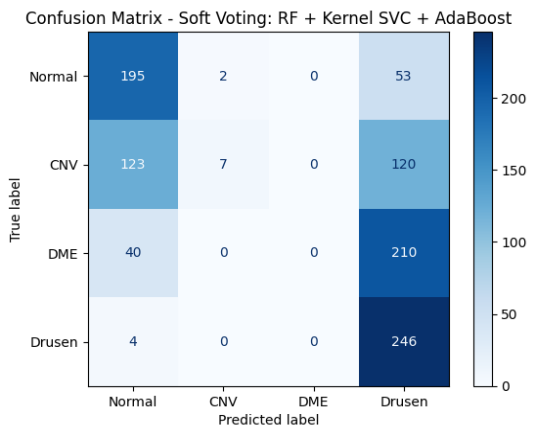 Confusion Matrix - Soft Voting: RF + Kernel SVC + AdaBoost
Normal 195 2 0 53
CNV 123 7 0 120
DME 40 0 0 210
Drusen 4 0 0 246
Normal CNV DME Drusen
Predicted label
True label
200
150
100
50
0